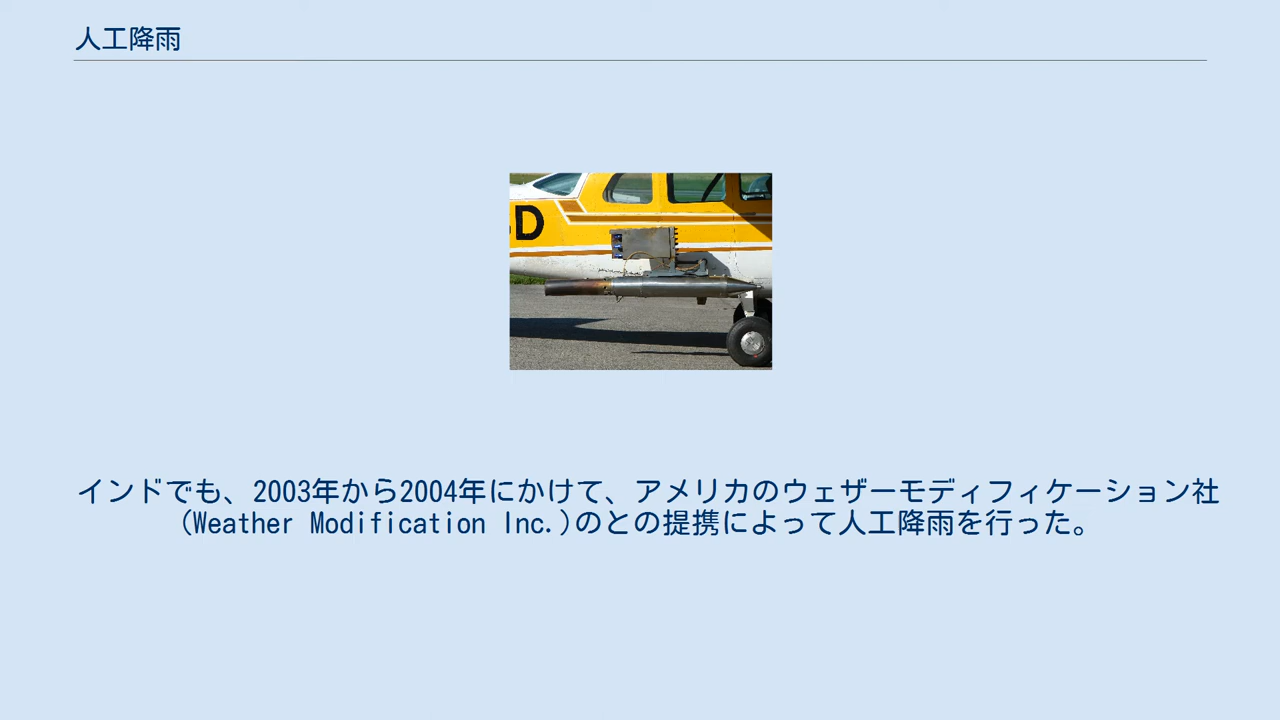 人工降雨
D
インドでも、2003年から2004年にかけて、アメリカのウェザーモディフィケーション社
(Weather Modification Inc.)のとの提携によって人工降雨を行った。